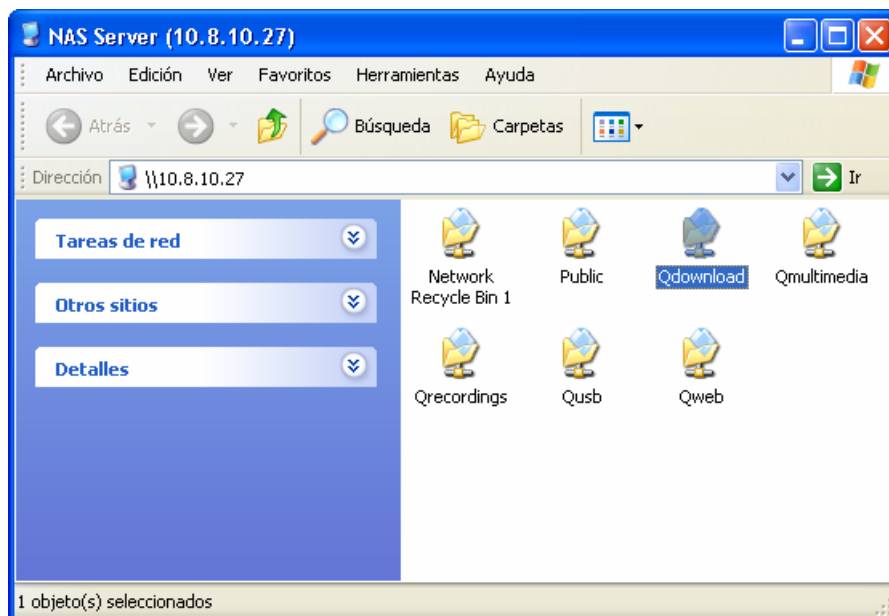 NAS Server (10.8.10.27)
Archivo Edición Ver Favoritos Herramientas Ayuda
Atrás Búsqueda Carpetas
Dirección \\10.8.10.27 Ir
Tareas de red
Otros sitios
Detalles
Network Recycle Bin 1
Public
Qdownload
Qmultimedia
Qrecordings
Qusb
Qweb
1 objeto(s) seleccionados